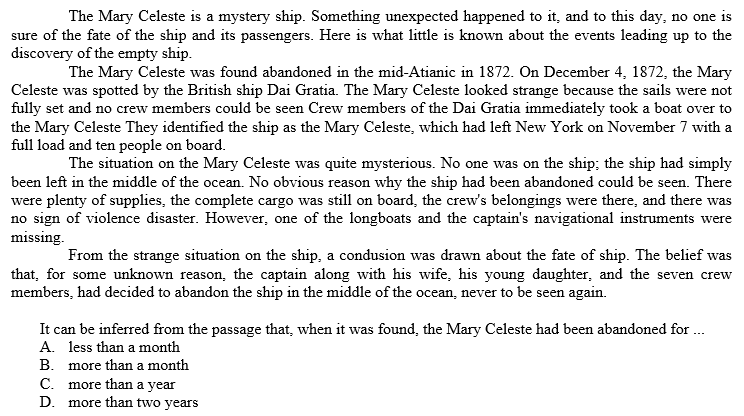 The Mary Celeste is a mystery ship. Something unexpected happened to it, and to this day, no one is
sure of the fate of the ship and its passengers. Here is what little is known about the events leading up to the
discovery of the empty ship.
The Mary Celeste was found abandoned in the mid-Atianic in 1872. On December 4, 1872, the Mary
Celeste was spotted by the British ship Dai Gratia. The Mary Celeste looked strange because the sails were not
fully set and no crew members could be seen Crew members of the Dai Gratia immediately took a boat over to
the Mary Celeste They identified the ship as the Mary Celeste, which had left New York on November 7 with a
full load and ten people on board.
The situation on the Mary Celeste was quite mysterious. No one was on the ship; the ship had simply
been left in the middle of the ocean. No obvious reason why the ship had been abandoned could be seen. There
were plenty of supplies, the complete cargo was still on board, the crew's belongings were there, and there was
no sign of violence disaster. However, one of the longboats and the captain's navigational instruments were
missing.
From the strange situation on the ship, a condusion was drawn about the fate of ship. The belief was
that, for some unknown reason, the captain along with his wife, his young daughter, and the seven crew
members, had decided to abandon the ship in the middle of the ocean, never to be seen again.
It can be inferred from the passage that, when it was found, the Mary Celeste had been abandoned for ...
A. less than a month
B. more than a month
C. more than a year
D. more than two years